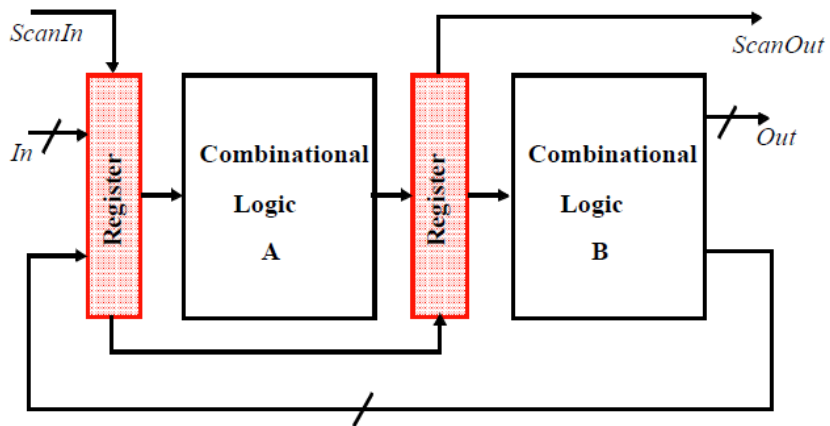 ScanIn
ScanOut
In
Out
Register
Combinational
Logic
A
Register
Combinational
Logic
B